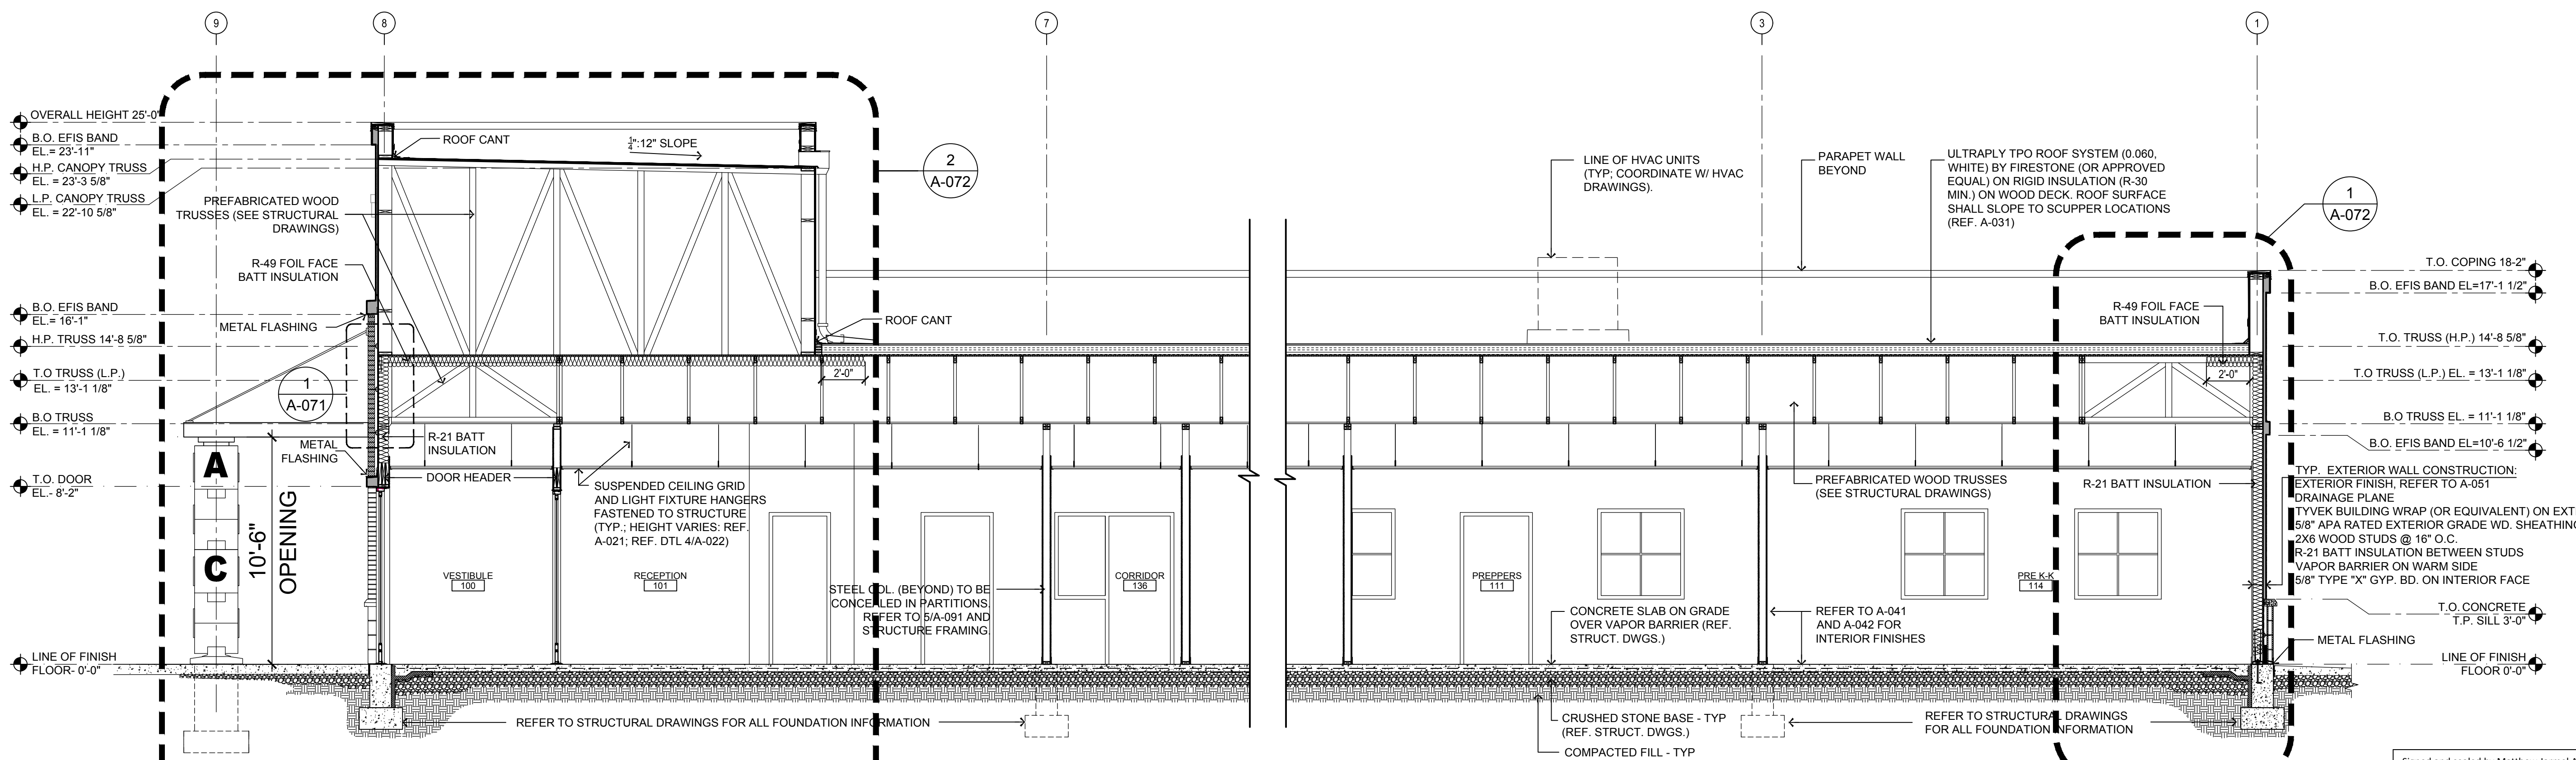 9
8
7
3
1
OVERALL HEIGHT 25'-0"
B.O. EFIS BAND
EL.= 23'-11"
H.P. CANOPY TRUSS
EL. = 23'-3 5/8"
L.P. CANOPY TRUSS
EL. = 22'-10 5/8"
B.O. EFIS BAND
EL.= 16'-1"
H.P. TRUSS 14'-8 5/8"
T.O TRUSS (L.P.)
EL. = 13'-1 1/8"
B.O TRUSS
EL. = 11'-1 1/8"
T.O. DOOR
EL.- 8'-2"
LINE OF FINISH
FLOOR- 0'-0"
ROOF CANT
1/4":12" SLOPE
2
A-072
PREFABRICATED WOOD
TRUSSES (SEE STRUCTURAL
DRAWINGS)
R-49 FOIL FACE
BATT INSULATION
METAL FLASHING
1
A-071
METAL
FLASHING
R-21 BATT
INSULATION
DOOR HEADER
A
C
10'-6"
OPENING
ROOF CANT
2'-0"
SUSPENDED CEILING GRID
AND LIGHT FIXTURE HANGERS
FASTENED TO STRUCTURE
(TYP.; HEIGHT VARIES: REF.
A-021; REF. DTL 4/A-022)
VESTIBULE
100
RECEPTION
101
STEEL COL. (BEYOND) TO BE
CONCEALED IN PARTITIONS.
REFER TO 5/A-091 AND
STRUCTURE FRAMING.
CORRIDOR
136
REFER TO STRUCTURAL DRAWINGS FOR ALL FOUNDATION INFORMATION
LINE OF HVAC UNITS
(TYP; COORDINATE W/ HVAC
DRAWINGS).
PARAPET WALL
BEYOND
ULTRAPLY TPO ROOF SYSTEM (0.060,
WHITE) BY FIRESTONE (OR APPROVED
EQUAL) ON RIGID INSULATION (R-30
MIN.) ON WOOD DECK. ROOF SURFACE
SHALL SLOPE TO SCUPPER LOCATIONS
(REF. A-031)
1
A-072
R-49 FOIL FACE
BATT INSULATION
2'-0"
PREFABRICATED WOOD TRUSSES
(SEE STRUCTURAL DRAWINGS)
R-21 BATT INSULATION
PREPPERS
111
PRE K-K
114
CONCRETE SLAB ON GRADE
OVER VAPOR BARRIER (REF.
STRUCT. DWGS.)
REFER TO A-041
AND A-042 FOR
INTERIOR FINISHES
CRUSHED STONE BASE - TYP
(REF. STRUCT. DWGS.)
COMPACTED FILL - TYP
REFER TO STRUCTURAL DRAWINGS
FOR ALL FOUNDATION INFORMATION
T.O. COPING 18-2"
B.O. EFIS BAND EL=17'-1 1/2"
T.O. TRUSS (H.P.) 14'-8 5/8"
T.O TRUSS (L.P.) EL. = 13'-1 1/8"
B.O TRUSS EL. = 11'-1 1/8"
B.O. EFIS BAND EL=10'-6 1/2"
TYP. EXTERIOR WALL CONSTRUCTION:
EXTERIOR FINISH, REFER TO A-051
DRAINAGE PLANE
TYVEK BUILDING WRAP (OR EQUIVALENT) ON EXT
5/8" APA RATED EXTERIOR GRADE WD. SHEATHING
2X6 WOOD STUDS @ 16" O.C.
R-21 BATT INSULATION BETWEEN STUDS
VAPOR BARRIER ON WARM SIDE
5/8" TYPE "X" GYP. BD. ON INTERIOR FACE
T.O. CONCRETE
T.P. SILL 3'-0"
METAL FLASHING
LINE OF FINISH
FLOOR 0'-0"